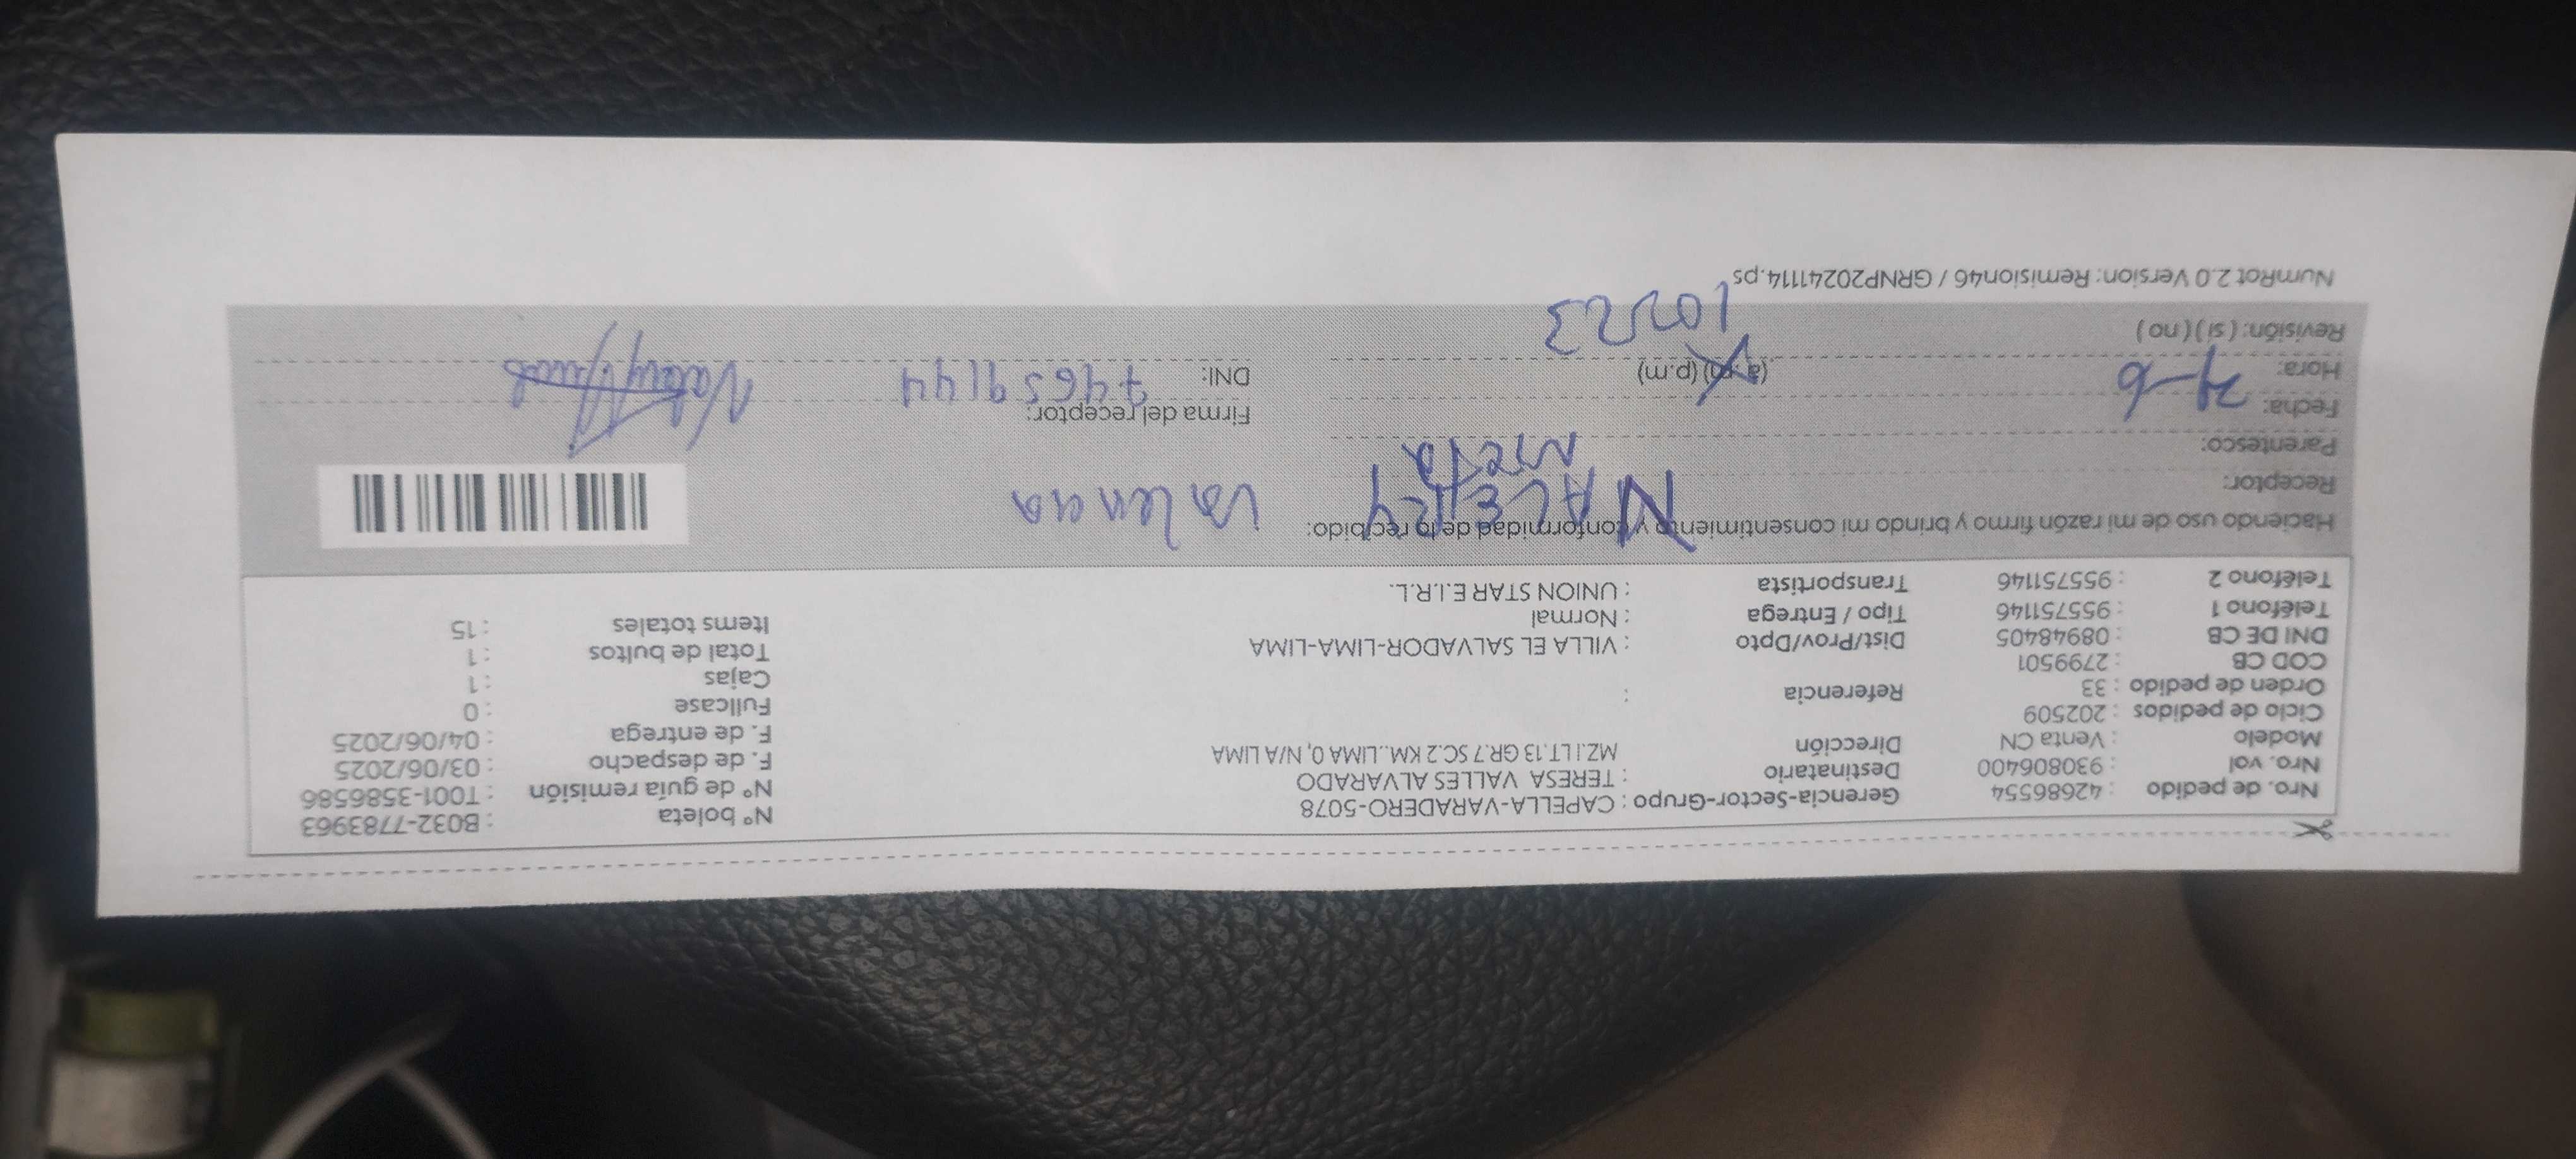 Nro. de pedido : 42686554
Nro. vol : 930806400
Modelo : Venta CN
Ciclo de pedidos : 202509
Orden de pedido : 33
COD CB : 2799501
DNI DE CB : 08948405
Teléfono 1 : 955751146
Teléfono 2 : 955751146
Gerencia-Sector-Grupo : CAPELLA-VARADERO-5078
Destinatario : TERESA VALLES ALVARADO
Dirección MZ.I LT.13 GR.7 SC.2 KM.. LIMA 0, N/A LIMA
Referencia :
Dist/Prov/Dpto : VILLA EL SALVADOR-LIMA-LIMA
Tipo / Entrega : Normal
Transportista : UNION STAR E.I.R.L.
N° boleta : B032-7783963
N° de guía remisión : T001-3586586
F. de despacho : 03/06/2025
F. de entrega : 04/06/2025
Fullcase : 0
Cajas : 1
Total de bultos : 1
Items totales : 15
Haciendo uso de mi razón firmo y brindo mi consentimiento y conformidad de lo recibido:
Receptor: Valencia
Parentesco: Nieta
Fecha:
Hora: (a.m) (p.m) 10:23
Revisión: ( si ) ( no )
Firma del receptor:
DNI: 74659144
NumRot 2.0 Version: Remision46 / GRNP20241114.ps